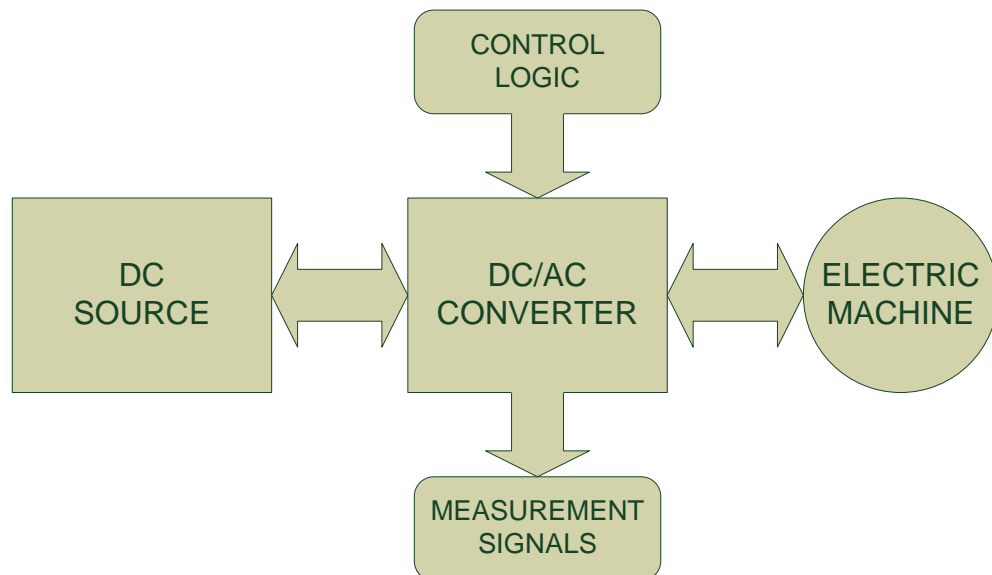 CONTROL
LOGIC
DC
SOURCE
DC/AC
CONVERTER
ELECTRIC
MACHINE
MEASUREMENT
SIGNALS